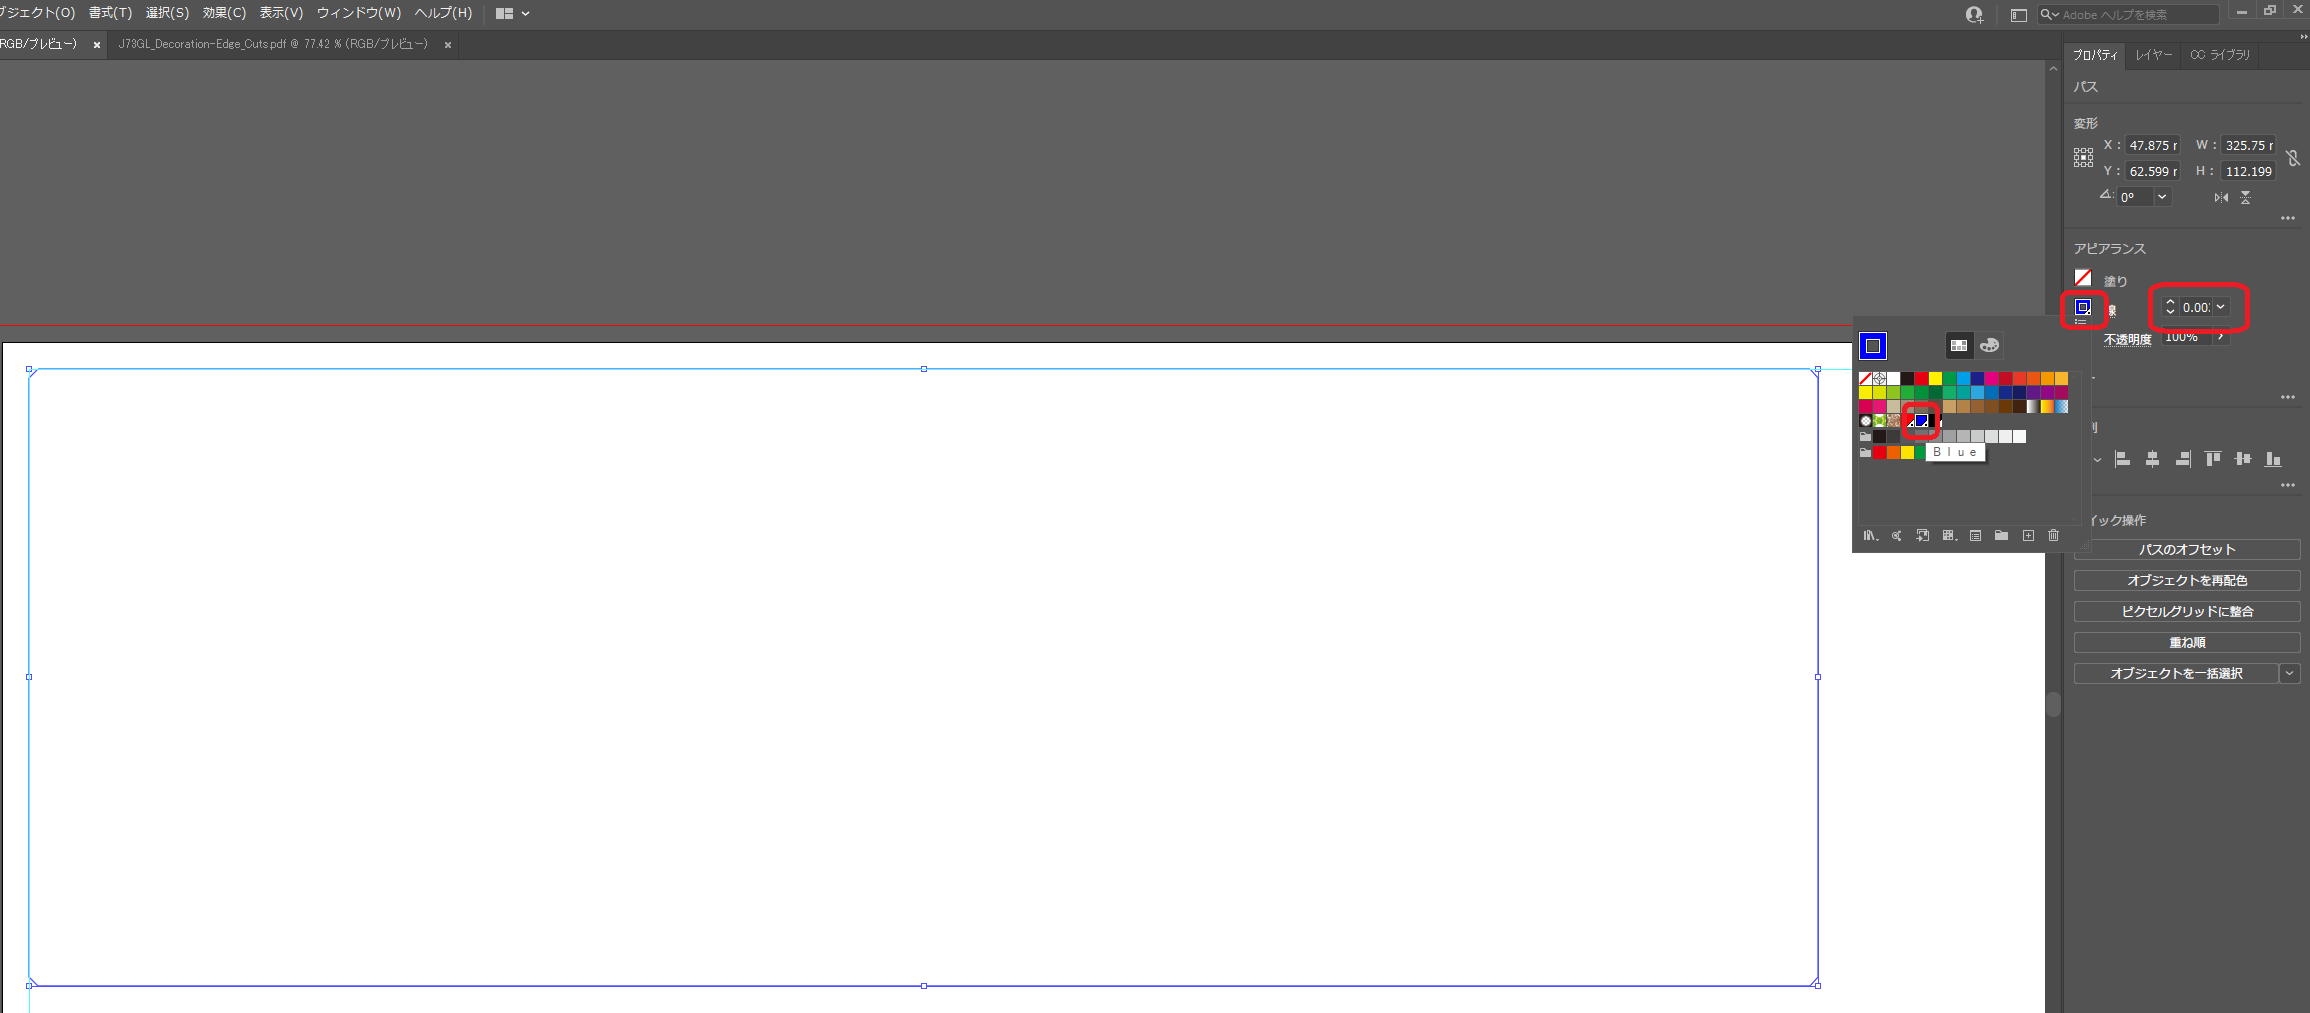 ブジェクト(O) 書式(T) 選択(S) 効果(C) 表示(V) ウィンドウ(W) ヘルプ(H)
Adobe ヘルプを検索
RGB/プレビュー) ×
J73GL_Decoration-Edge_Cuts.pdf @ 77.42 % (RGB/プレビュー) ×
プロパティ レイヤー CC ライブラリ
パス
変形
X : 47.875 r W : 325.75 r
Y : 62.599 r H : 112.199
0°
アピアランス
塗り
線 0.00:
不透明度 100%
Blue
列
イック操作
パスのオフセット
オブジェクトを再配色
ピクセルグリッドに整合
重ね順
オブジェクトを一括選択